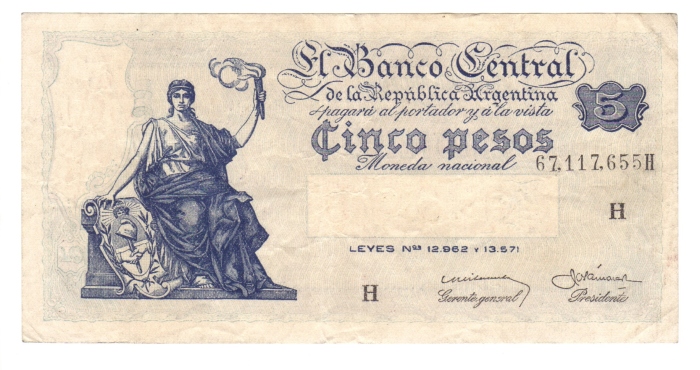 El Banco Central
de la República Argentina
pagará al portador y á la vista
5
Cinco pesos
Moneda nacional
67,117,655H
H
LEYES Nos 12.962 Y 13.571
H
Gerente general
Presidente